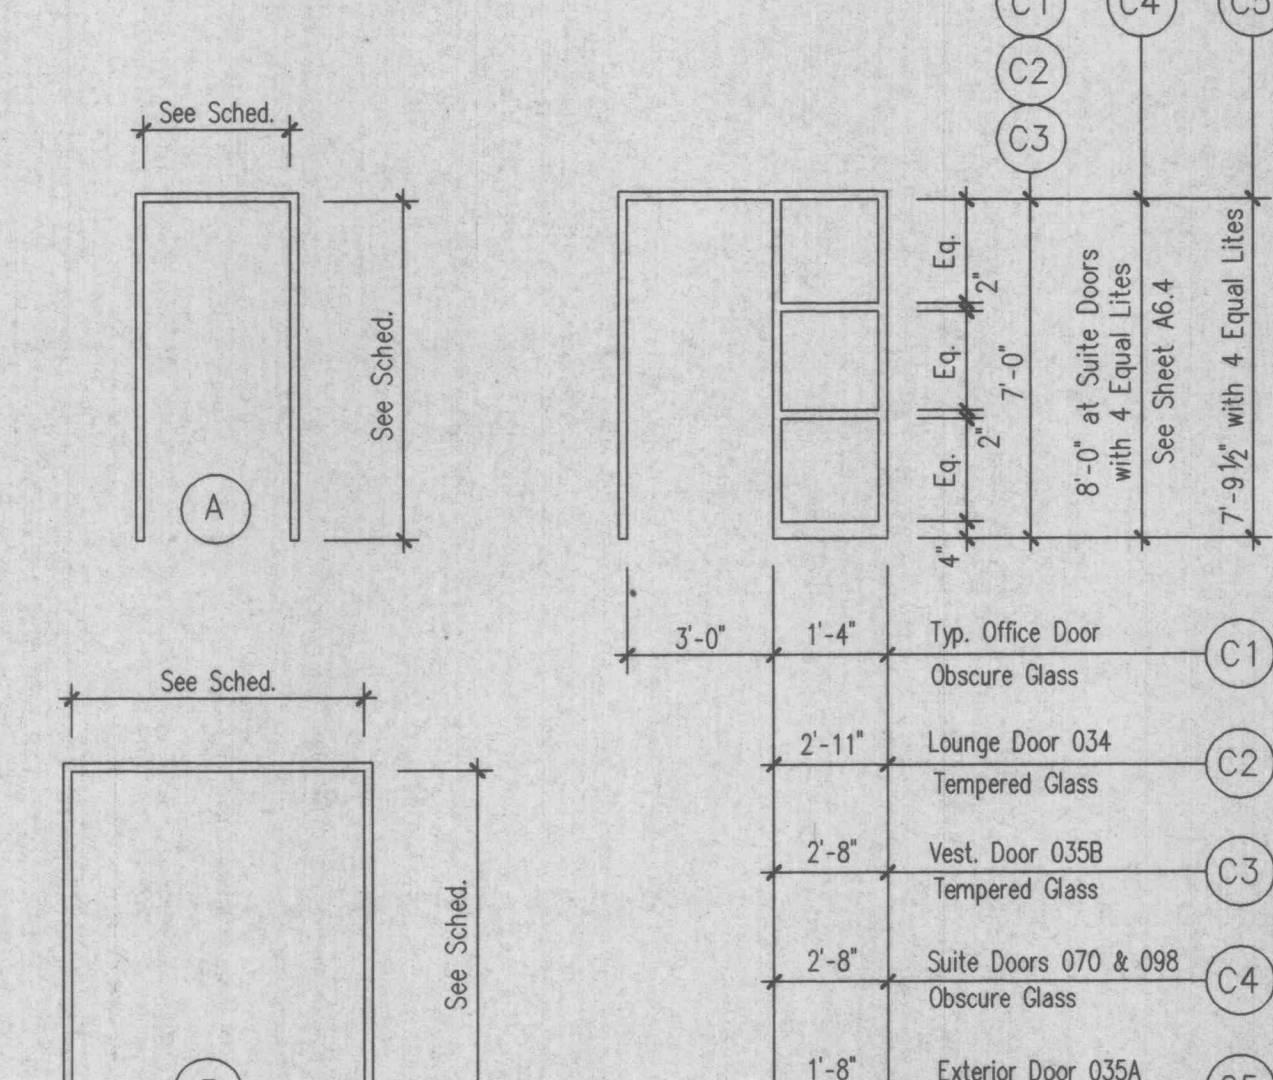 C1
C4
C5
C2
C3
See Sched.
See Sched.
A
Eq.
2"
Eq.
2"
Eq.
4"
7'-0"
8'-0" at Suite Doors
with 4 Equal Lites
See Sheet A6.4
7'-9½" with 4 Equal Lites
3'-0"
1'-4"
Typ. Office Door
Obscure Glass
C1
See Sched.
2'-11"
Lounge Door 034
Tempered Glass
C2
See Sched.
2'-8"
Vest. Door 035B
Tempered Glass
C3
2'-8"
Suite Doors 070 & 098
Obscure Glass
C4
1'-8"
Exterior Door 035A
C5